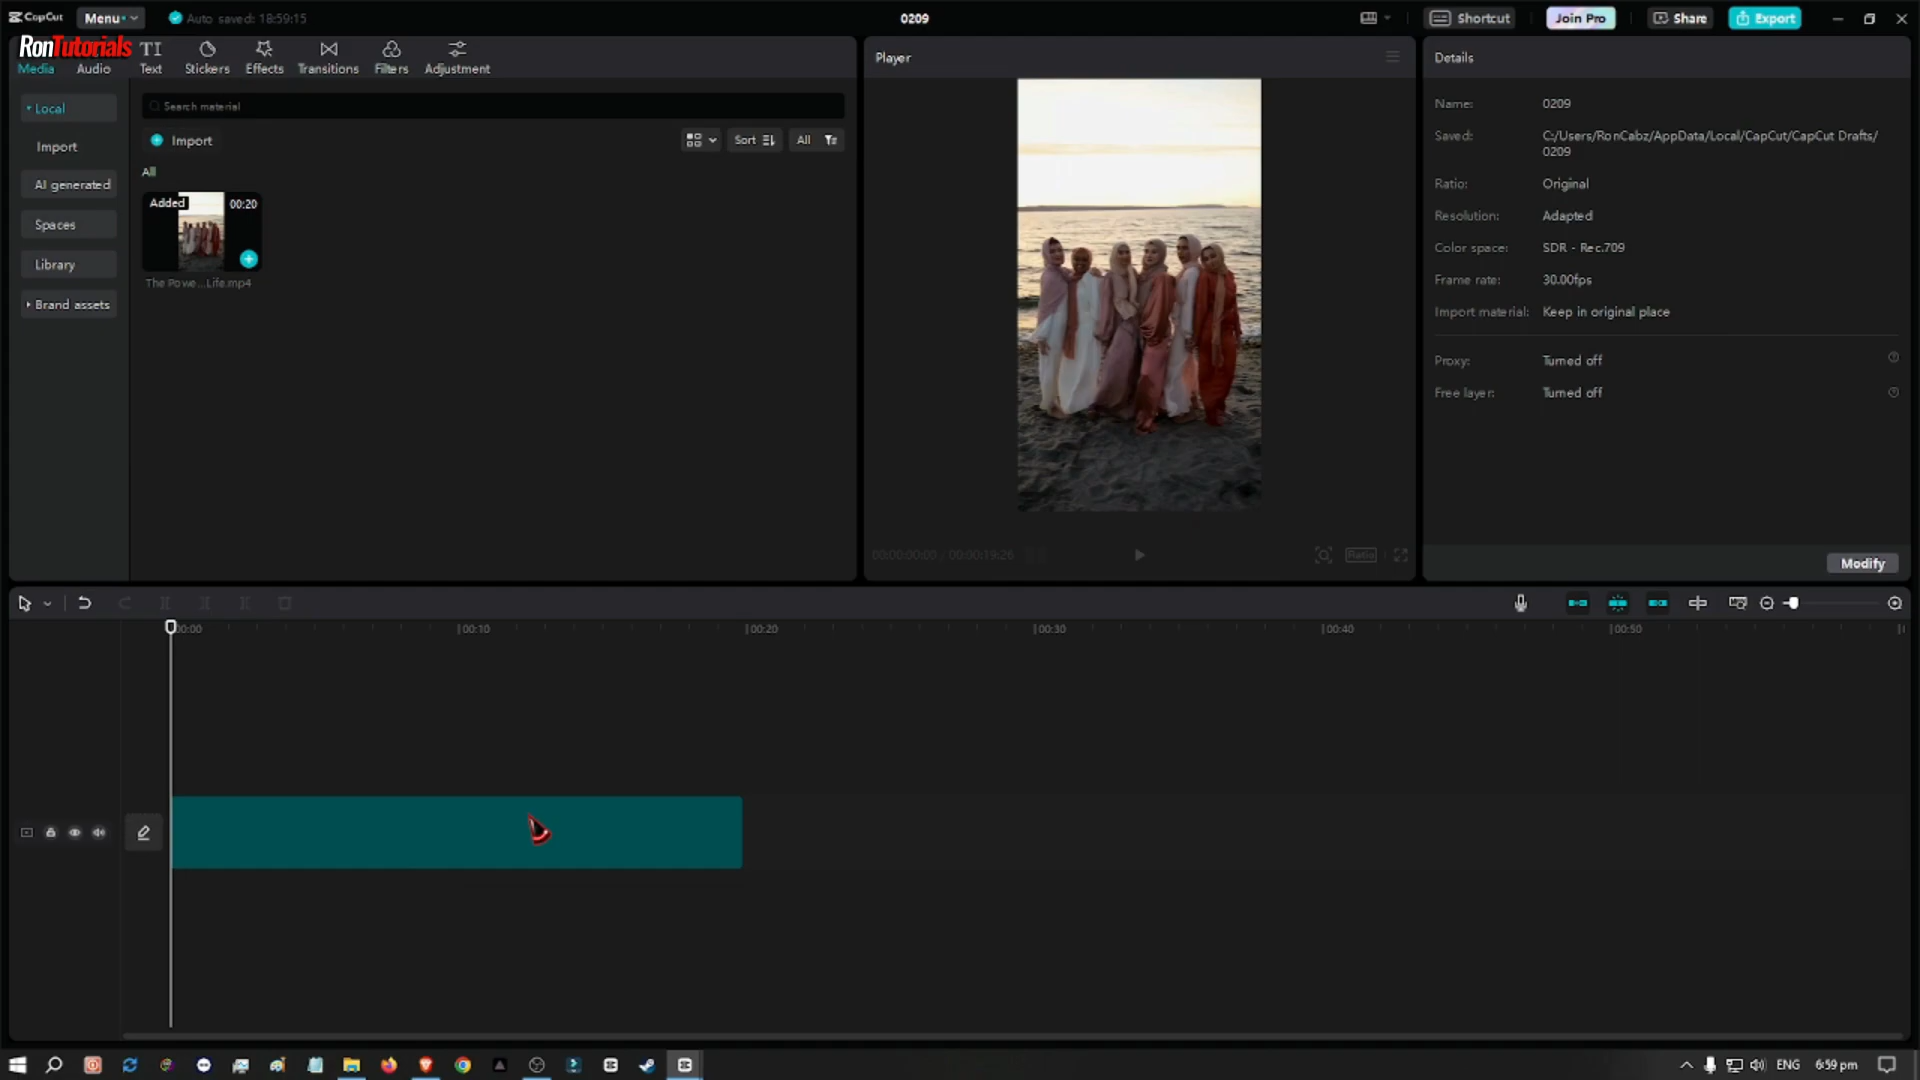 CapCut
Menu
Auto saved: 18:59:15
0209
Shortcut
Join Pro
Share
Export
RonTutorials
Media
Audio
TI
Text
Stickers
Effects
Transitions
Filters
Adjustment
Player
Details
Local
Import
AI generated
Spaces
Library
Brand assets
Search material
Import
Sort
All
All
Added
00:20
The Powe...Life.mp4
Name:
0209
Saved:
C:/Users/RonCabz/AppData/Local/CapCut/CapCut Drafts/
0209
Ratio:
Original
Resolution:
Adapted
Color space:
SDR - Rec.709
Frame rate:
30.00fps
Import material:
Keep in original place
Proxy:
Turned off
Free layer:
Turned off
Modify
00:00:00:00 / 00:00:19:26
Ratio
00:00
00:10
00:20
00:30
00:40
00:50
ENG
6:59 pm